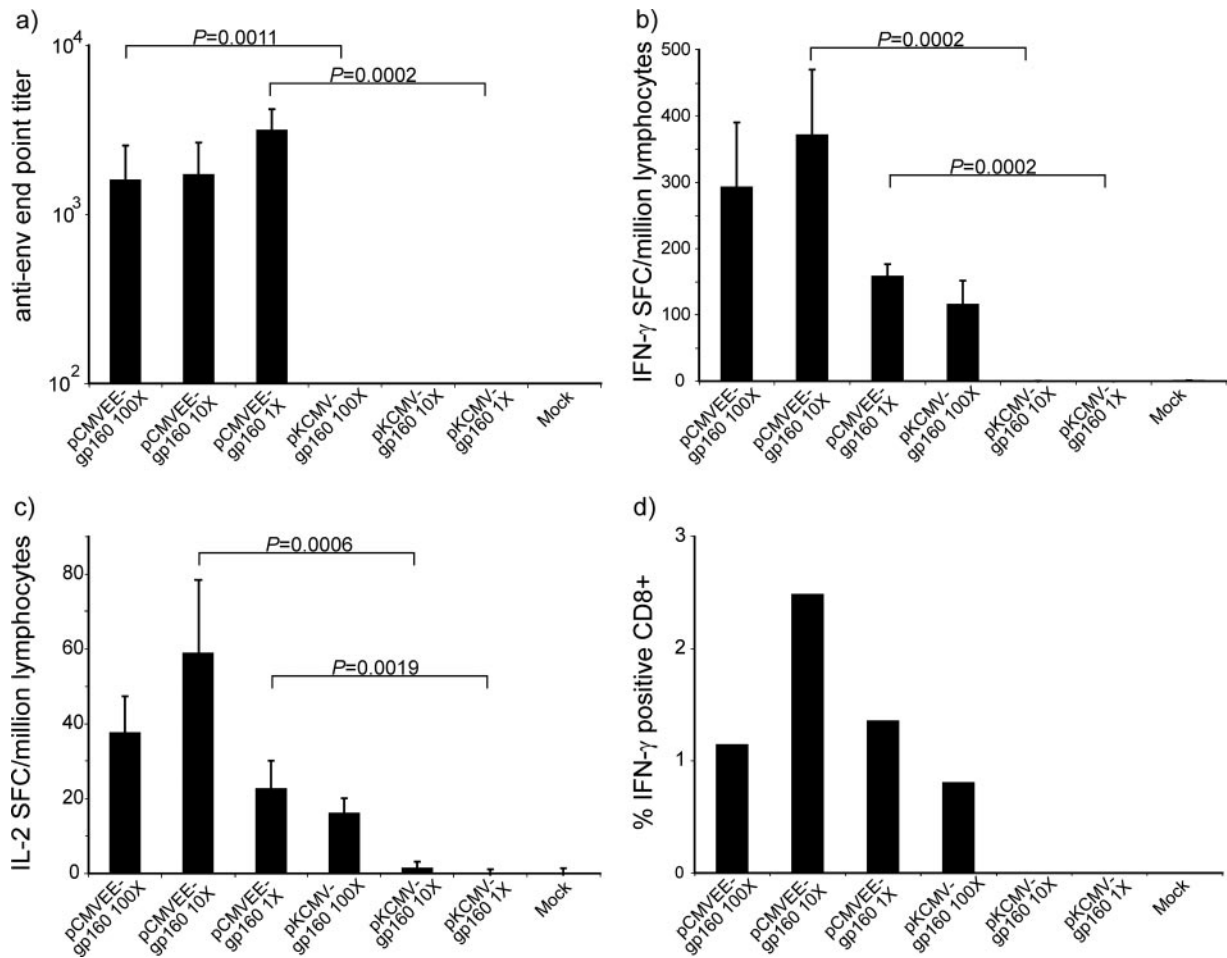 a)
10⁴
10³
10²
anti-env end point titer
P=0.0011
P=0.0002
pCMVEE-
gp160 100X
pCMVEE-
gp160 10X
pCMVEE-
gp160 1X
pKCMV-
gp160 100X
pKCMV-
gp160 10X
pKCMV-
gp160 1X
Mock
b)
500
400
300
200
100
0
IFN-γ SFC/million lymphocytes
P=0.0002
P=0.0002
pCMVEE-
gp160 100X
pCMVEE-
gp160 10X
pCMVEE-
gp160 1X
pKCMV-
gp160 100X
pKCMV-
gp160 10X
pKCMV-
gp160 1X
Mock
c)
80
60
40
20
0
IL-2 SFC/million lymphocytes
P=0.0006
P=0.0019
pCMVEE-
gp160 100X
pCMVEE-
gp160 10X
pCMVEE-
gp160 1X
pKCMV-
gp160 100X
pKCMV-
gp160 10X
pKCMV-
gp160 1X
Mock
d)
3
2
1
0
% IFN-γ positive CD8+
pCMVEE-
gp160 100X
pCMVEE-
gp160 10X
pCMVEE-
gp160 1X
pKCMV-
gp160 100X
pKCMV-
gp160 10X
pKCMV-
gp160 1X
Mock